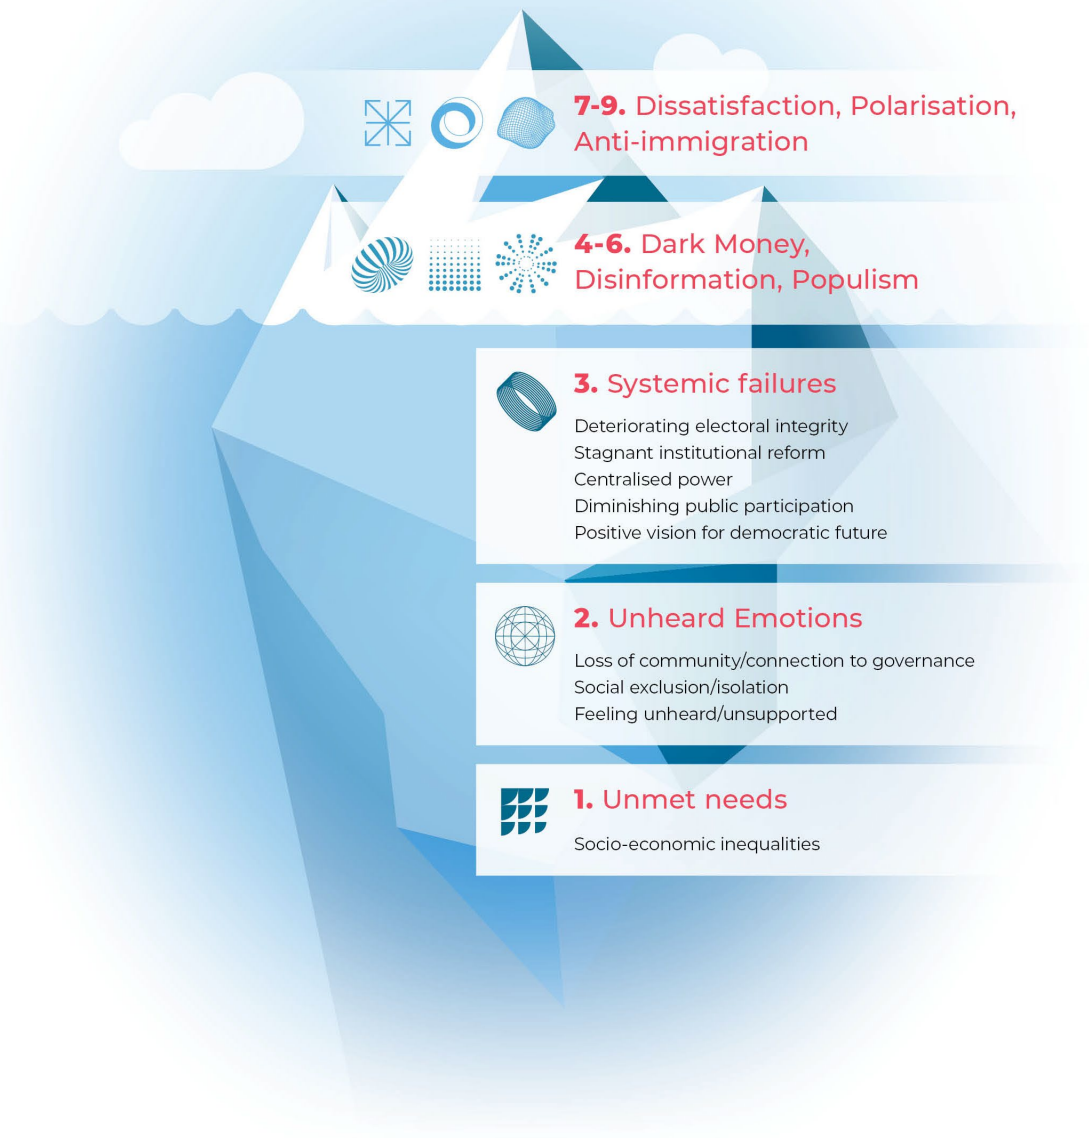 7-9. Dissatisfaction, Polarisation,
Anti-immigration
4-6. Dark Money,
Disinformation, Populism
3. Systemic failures
Deteriorating electoral integrity
Stagnant institutional reform
Centralised power
Diminishing public participation
Positive vision for democratic future
2. Unheard Emotions
Loss of community/connection to governance
Social exclusion/isolation
Feeling unheard/unsupported
1. Unmet needs
Socio-economic inequalities